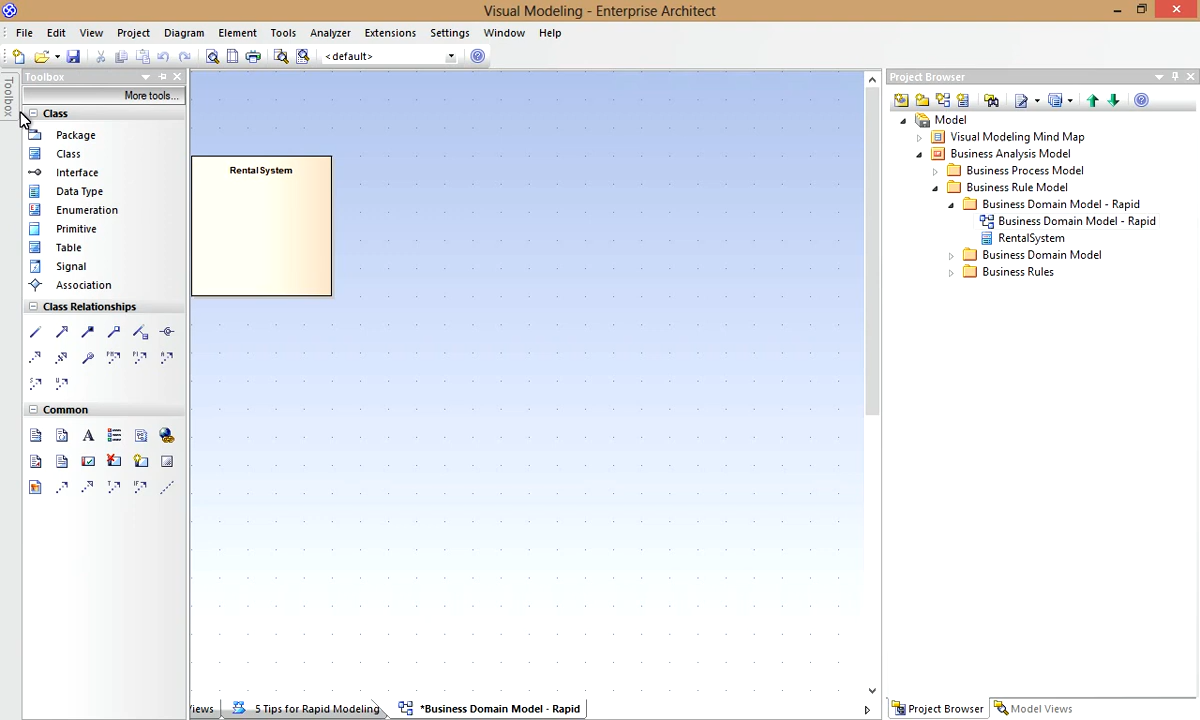 Visual Modeling - Enterprise Architect
File Edit View Project Diagram Element Tools Analyzer Extensions Settings Window Help
<default>
Toolbox
Toolbox
More tools...
Class
Package
Class
Interface
Data Type
Enumeration
Primitive
Table
Signal
Association
Class Relationships
Common
RentalSystem
iews
5 Tips for Rapid Modeling
*Business Domain Model - Rapid
Project Browser
Model
Visual Modeling Mind Map
Business Analysis Model
Business Process Model
Business Rule Model
Business Domain Model - Rapid
Business Domain Model - Rapid
RentalSystem
Business Domain Model
Business Rules
Project Browser
Model Views